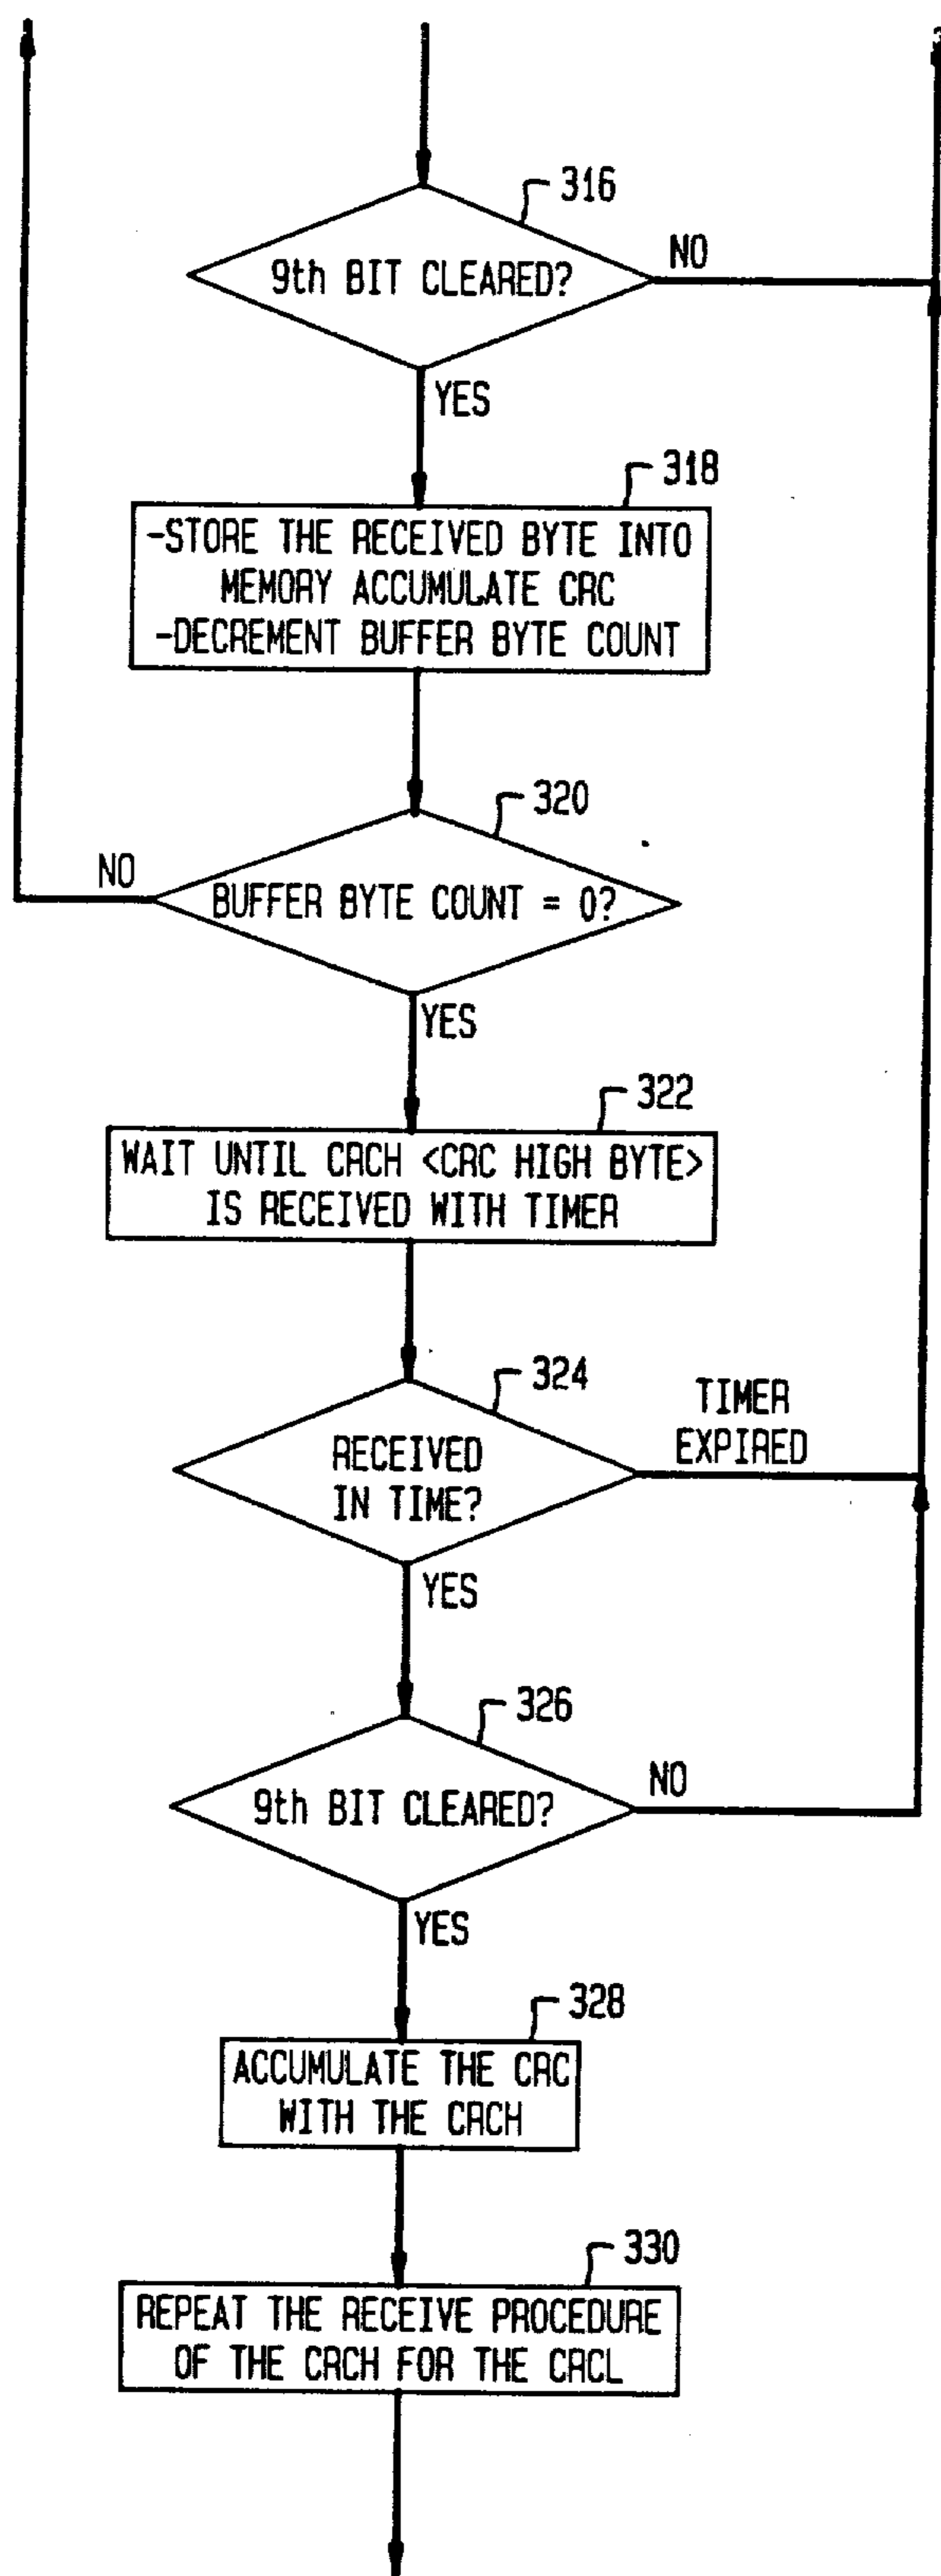 316
9th BIT CLEARED?
NO
YES
318
-STORE THE RECEIVED BYTE INTO
MEMORY ACCUMULATE CRC
-DECREMENT BUFFER BYTE COUNT
320
NO
BUFFER BYTE COUNT = 0?
YES
322
WAIT UNTIL CRCH <CRC HIGH BYTE>
IS RECEIVED WITH TIMER
324
TIMER
EXPIRED
RECEIVED
IN TIME?
YES
326
NO
9th BIT CLEARED?
YES
328
ACCUMULATE THE CRC
WITH THE CRCH
330
REPEAT THE RECEIVE PROCEDURE
OF THE CRCH FOR THE CRCL